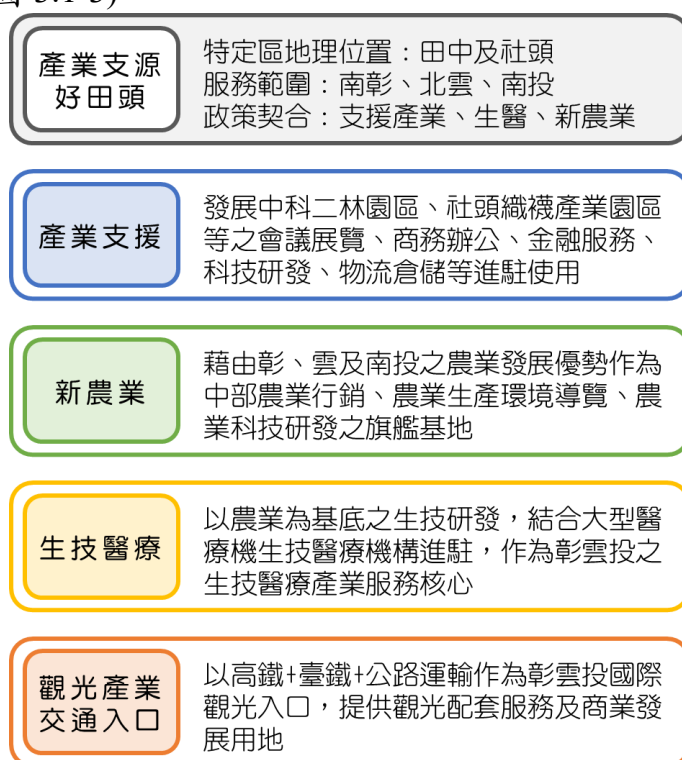 圖 3.1-3)
產業支源
好田頭
特定區地理位置：田中及社頭
服務範圍：南彰、北雲、南投
政策契合：支援產業、生醫、新農業
產業支援
發展中科二林園區、社頭織襪產業園區
等之會議展覽、商務辦公、金融服務、
科技研發、物流倉儲等進駐使用
新農業
藉由彰、雲及南投之農業發展優勢作為
中部農業行銷、農業生產環境導覽、農
業科技研發之旗艦基地
生技醫療
以農業為基底之生技研發，結合大型醫
療機生技醫療機構進駐，作為彰雲投之
生技醫療產業服務核心
觀光產業
交通入口
以高鐵+臺鐵+公路運輸作為彰雲投國際
觀光入口，提供觀光配套服務及商業發
展用地